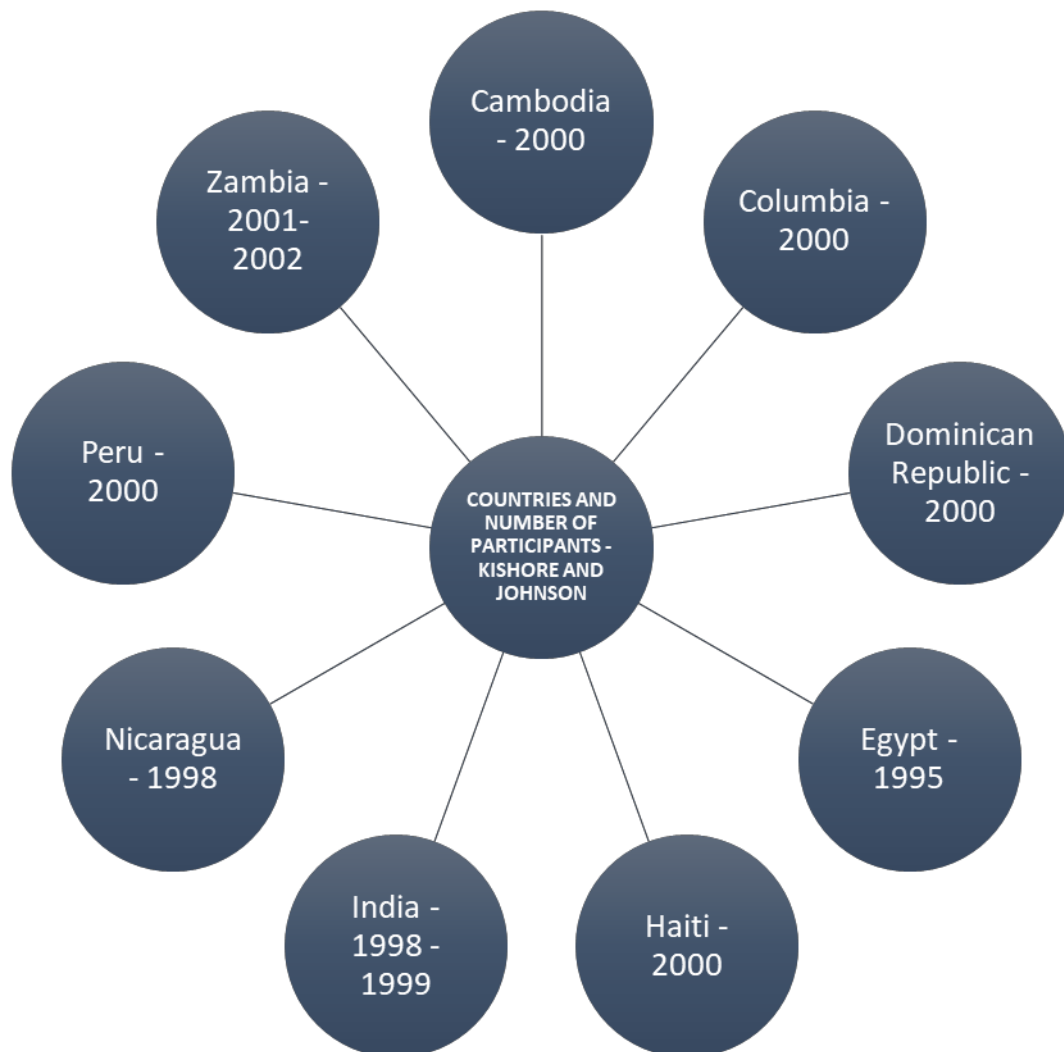 Cambodia
- 2000
Columbia -
2000
Dominican
Republic -
2000
Egypt -
1995
Haiti -
2000
India -
1998 -
1999
Nicaragua
- 1998
Peru -
2000
Zambia -
2001-
2002
COUNTRIES AND
NUMBER OF
PARTICIPANTS -
KISHORE AND
JOHNSON